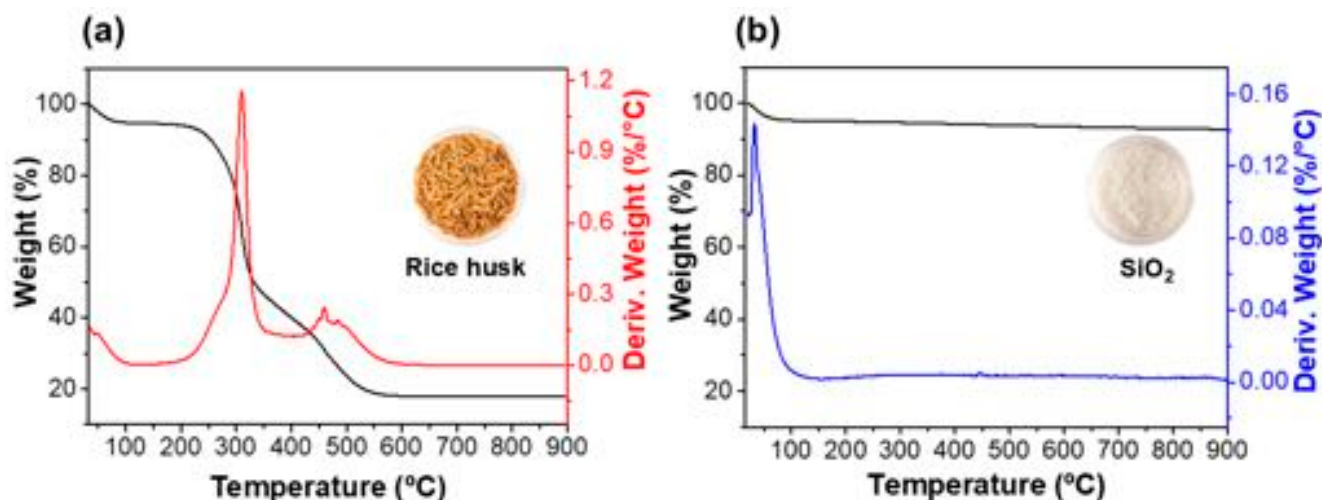 (a)
Weight (%)
100
80
60
40
20
Rice husk
1.2
0.9
0.6
0.3
0.0
Deriv. Weight (%/°C)
100 200 300 400 500 600 700 800 900
Temperature (ºC)
(b)
Weight (%)
100
80
60
40
20
SiO₂
0.16
0.12
0.08
0.04
0.00
Deriv. Weight (%/°C)
100 200 300 400 500 600 700 800 900
Temperature (ºC)